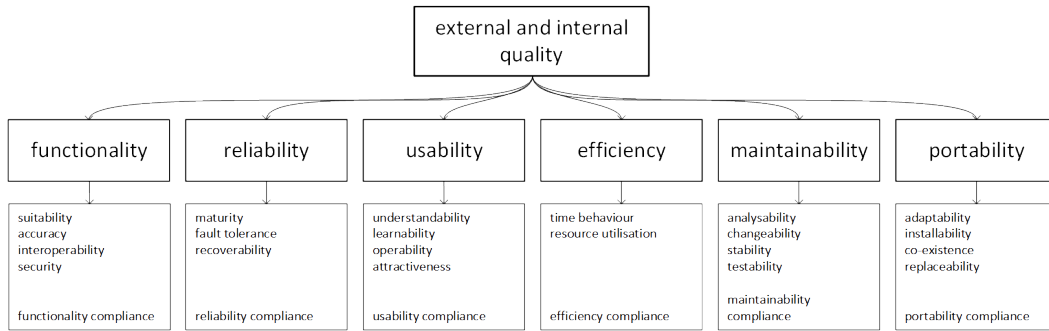 external and internal
quality
functionality
reliability
usability
efficiency
maintainability
portability
suitability
accuracy
interoperability
security
functionality compliance
maturity
fault tolerance
recoverability
reliability compliance
understandability
learnability
operability
attractiveness
usability compliance
time behaviour
resource utilisation
efficiency compliance
analysability
changeability
stability
testability
maintainability
compliance
adaptability
installability
co-existence
replaceability
portability compliance